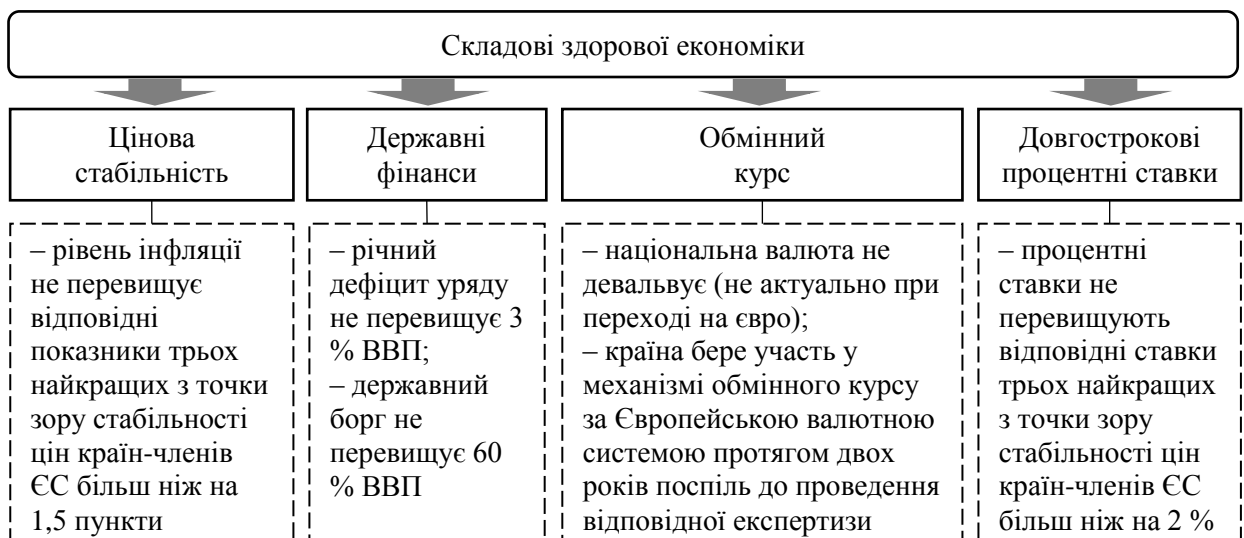 Складові здорової економіки
Цінова
стабільність
Державні
фінанси
Обмінний
курс
Довгострокові
процентні ставки
– рівень інфляції
не перевищує
відповідні
показники трьох
найкращих з точки
зору стабільності
цін країн-членів
ЄС більш ніж на
1,5 пункти
– річний
дефіцит уряду
не перевищує 3
% ВВП;
– державний
борг не
перевищує 60
% ВВП
– національна валюта не
девальвує (не актуально при
переході на євро);
– країна бере участь у
механізмі обмінного курсу
за Європейською валютною
системою протягом двох
років поспіль до проведення
відповідної експертизи
– процентні
ставки не
перевищують
відповідні ставки
трьох найкращих
з точки зору
стабільності цін
країн-членів ЄС
більш ніж на 2 %